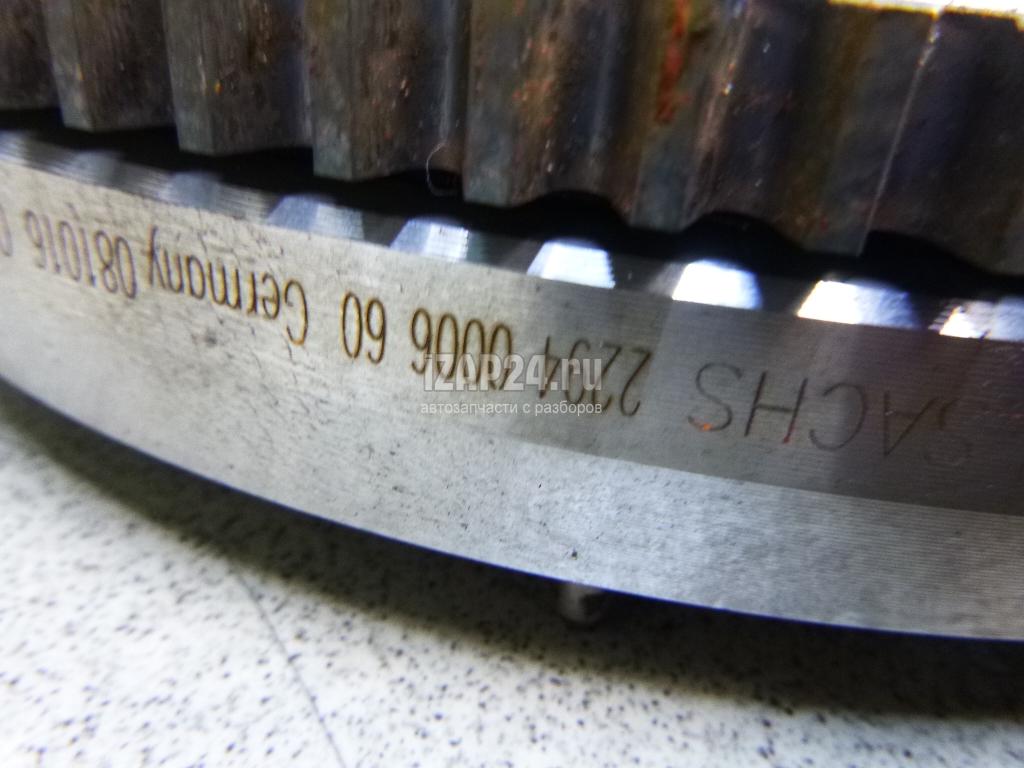 SACHS 2294 0006 60 Germany 081016
iZAP24.ru
автозапчасти с разборов